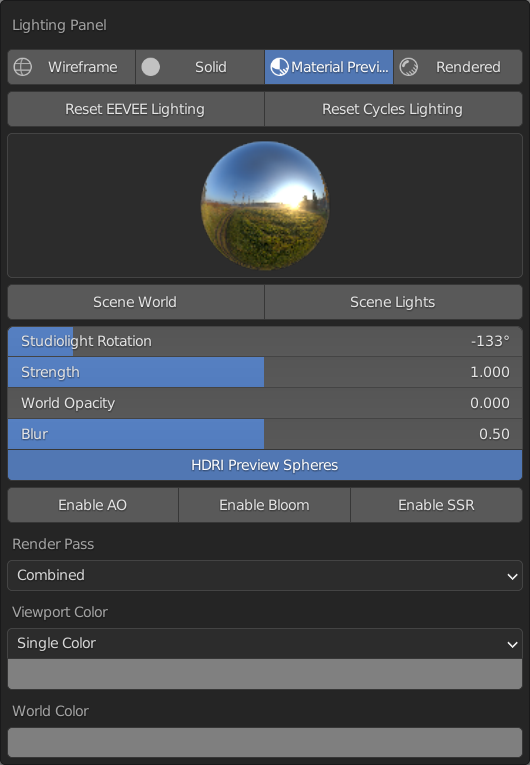 Lighting Panel
Wireframe Solid Material Previ... Rendered
Reset EEVEE Lighting Reset Cycles Lighting
Scene World Scene Lights
Studiolight Rotation -133°
Strength 1.000
World Opacity 0.000
Blur 0.50
HDRI Preview Spheres
Enable AO Enable Bloom Enable SSR
Render Pass
Combined
Viewport Color
Single Color
World Color